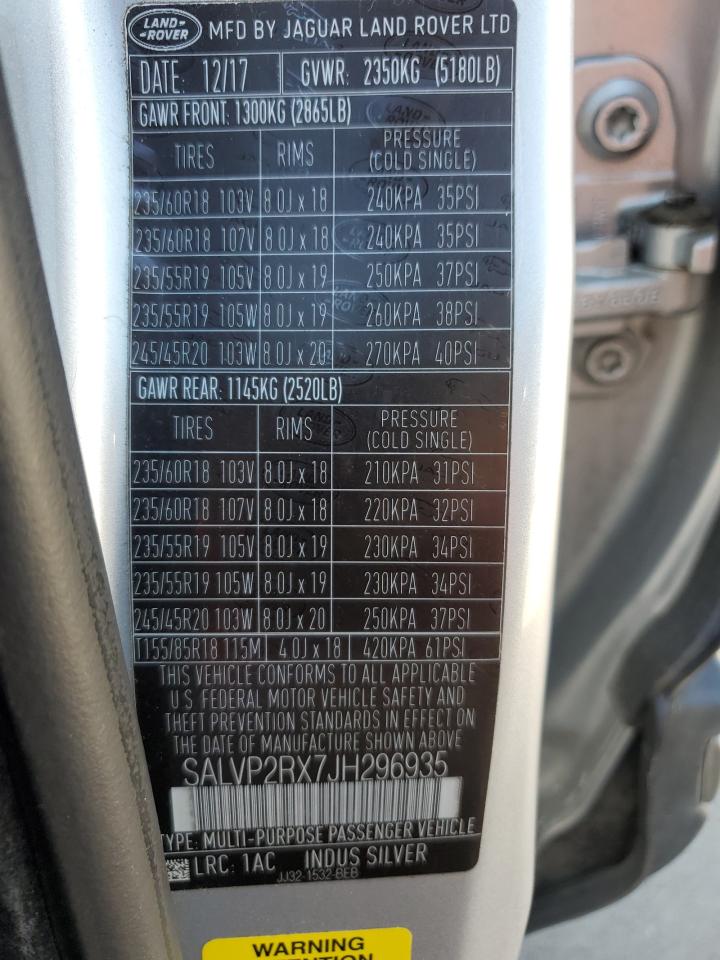 LAND ROVER MFD BY JAGUAR LAND ROVER LTD
DATE: 12/17 GVWR: 2350KG (5180LB)
GAWR FRONT: 1300KG (2865LB)
TIRES RIMS PRESSURE (COLD SINGLE)
235/60R18 103V 8.0J x 18 240KPA 35PSI
235/60R18 107V 8.0J x 18 240KPA 35PSI
235/55R19 105V 8.0J x 19 250KPA 37PSI
235/55R19 105W 8.0J x 19 260KPA 38PSI
245/45R20 103W 8.0J x 20 270KPA 40PSI
GAWR REAR: 1145KG (2520LB)
TIRES RIMS PRESSURE (COLD SINGLE)
235/60R18 103V 8.0J x 18 210KPA 31PSI
235/60R18 107V 8.0J x 18 220KPA 32PSI
235/55R19 105V 8.0J x 19 230KPA 34PSI
235/55R19 105W 8.0J x 19 230KPA 34PSI
245/45R20 103W 8.0J x 20 250KPA 37PSI
T155/85R18 115M 4.0J x 18 420KPA 61PSI
THIS VEHICLE CONFORMS TO ALL APPLICABLE
U.S. FEDERAL MOTOR VEHICLE SAFETY AND
THEFT PREVENTION STANDARDS IN EFFECT ON
THE DATE OF MANUFACTURE SHOWN ABOVE.
SALVP2RX7JH296935
TYPE: MULTI-PURPOSE PASSENGER VEHICLE
LRC: 1AC INDUS SILVER
JJ32-1532-BEB
WARNING